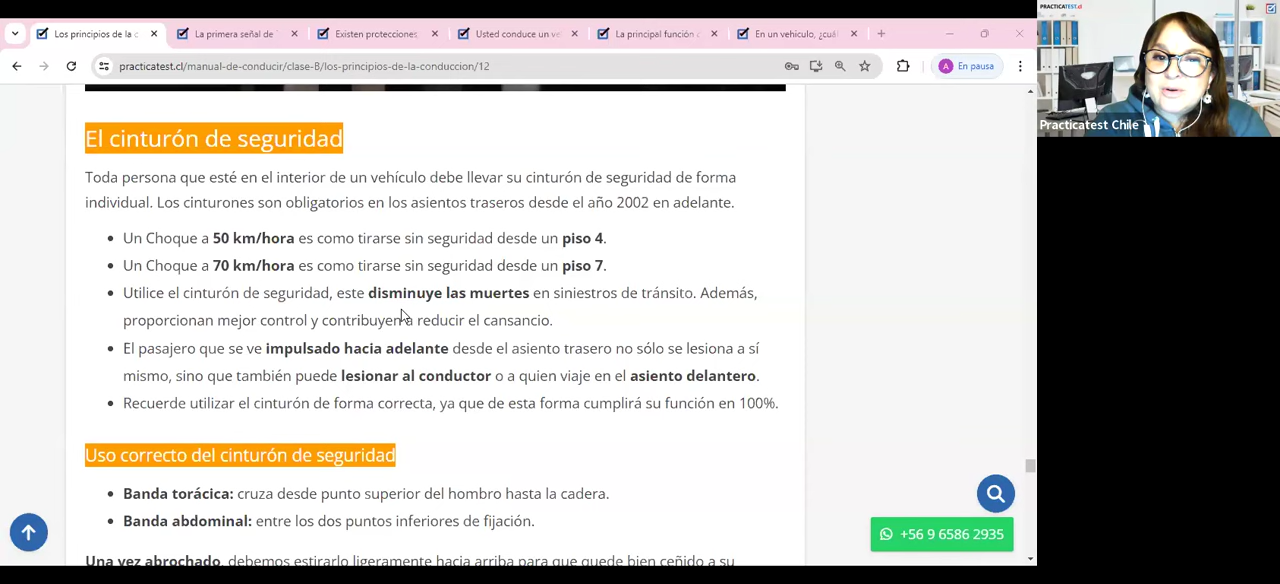 Los principios de la c
La primera señal de
Existen protecciones
Usted conduce un ve
La principal función
En un vehículo, ¿cuá
practicatest.cl/manual-de-conducir/clase-B/los-principios-de-la-conduccion/12
A En pausa
PRACTICATEST.cl
Practicatest Chile
El cinturón de seguridad
Toda persona que esté en el interior de un vehículo debe llevar su cinturón de seguridad de forma
individual. Los cinturones son obligatorios en los asientos traseros desde el año 2002 en adelante.
Un Choque a 50 km/hora es como tirarse sin seguridad desde un piso 4.
Un Choque a 70 km/hora es como tirarse sin seguridad desde un piso 7.
Utilice el cinturón de seguridad, este disminuye las muertes en siniestros de tránsito. Además,
proporcionan mejor control y contribuyen a reducir el cansancio.
El pasajero que se ve impulsado hacia adelante desde el asiento trasero no sólo se lesiona a sí
mismo, sino que también puede lesionar al conductor o a quien viaje en el asiento delantero.
Recuerde utilizar el cinturón de forma correcta, ya que de esta forma cumplirá su función en 100%.
Uso correcto del cinturón de seguridad
Banda torácica: cruza desde punto superior del hombro hasta la cadera.
Banda abdominal: entre los dos puntos inferiores de fijación.
+56 9 6586 2935
Una vez abrochado, debemos estirarlo ligeramente hacia arriba para que quede bien ceñido a su